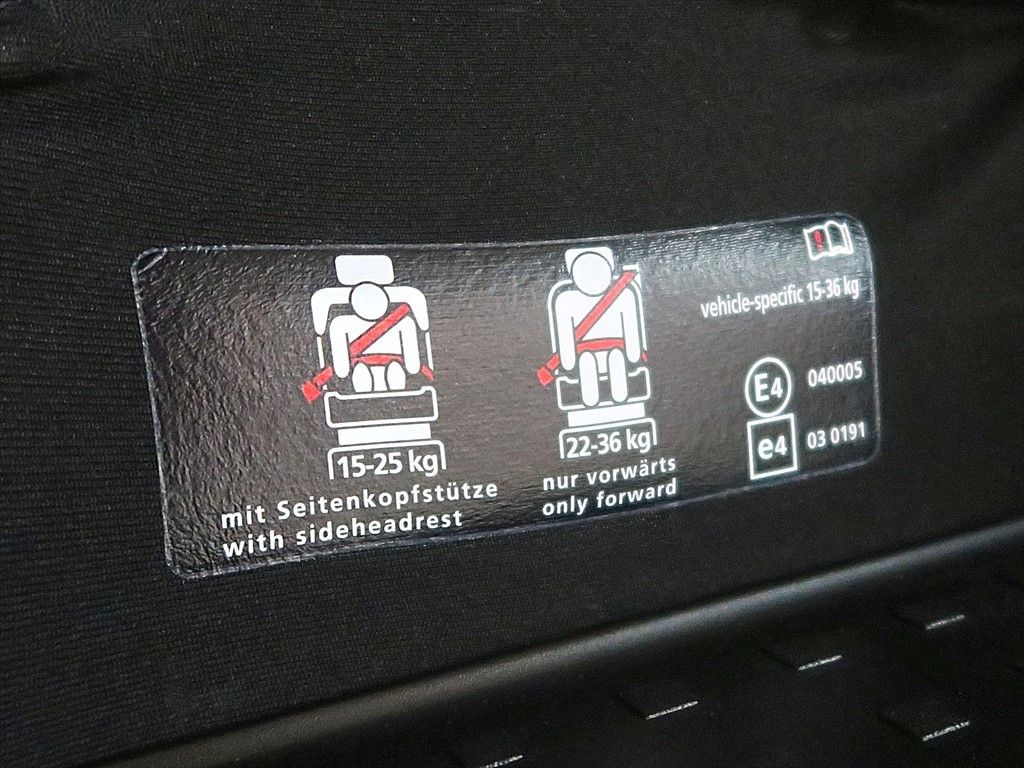 15-25 kg
mit Seitenkopfstütze
with sideheadrest
22-36 kg
nur vorwärts
only forward
!
vehicle-specific 15-36 kg
E4 040005
e4 03 0191